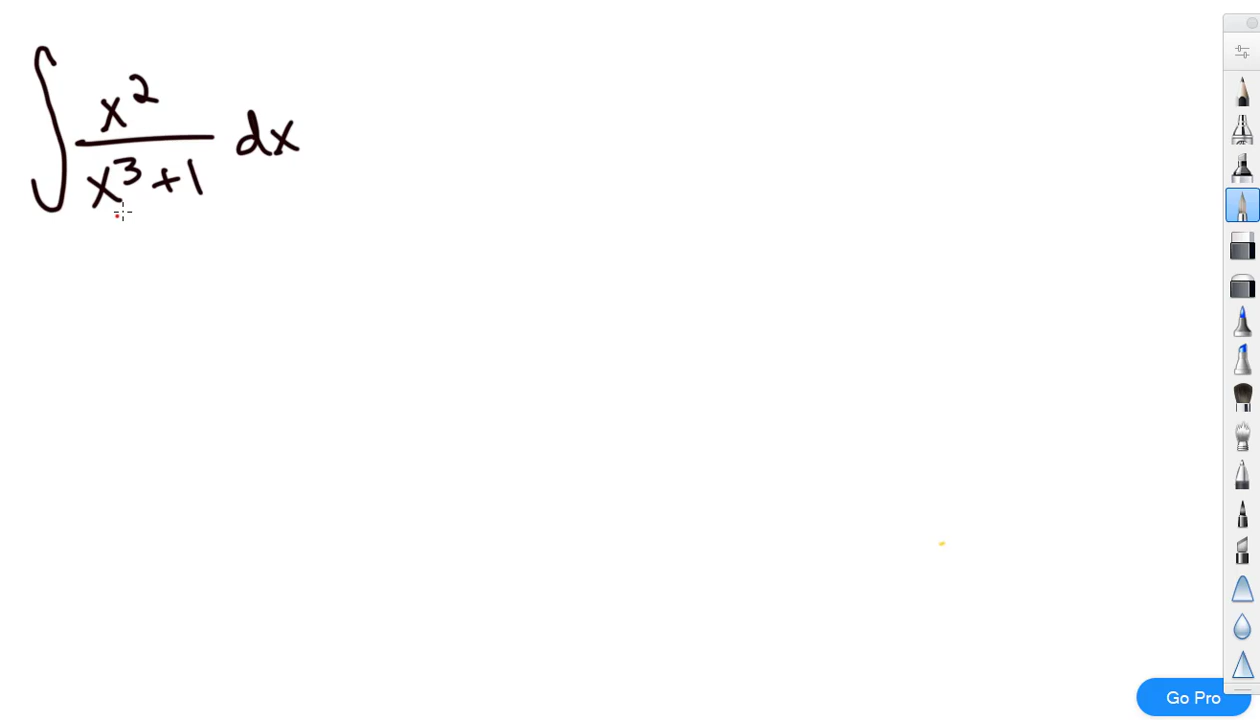 ∫ x² / (x³ + 1) dx
Go Pro